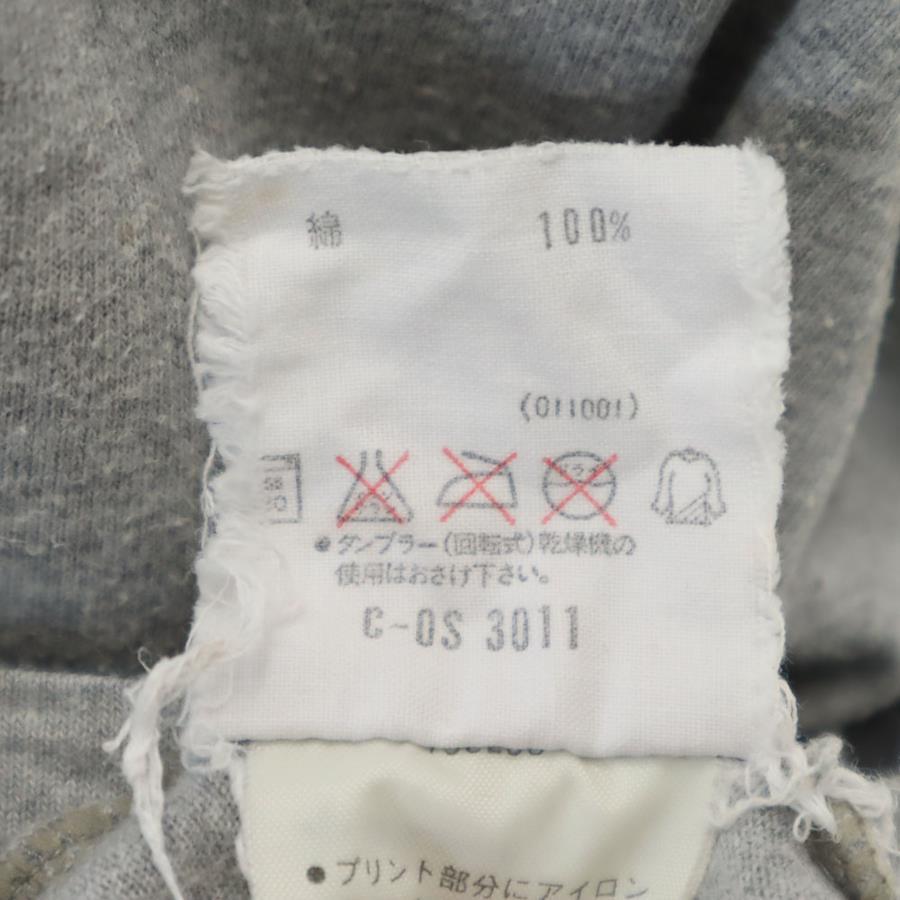 綿 100%
(011001)
●タンブラー(回転式)乾燥機の
使用はおさけ下さい。
C-OS 3011
●プリント部分にアイロン